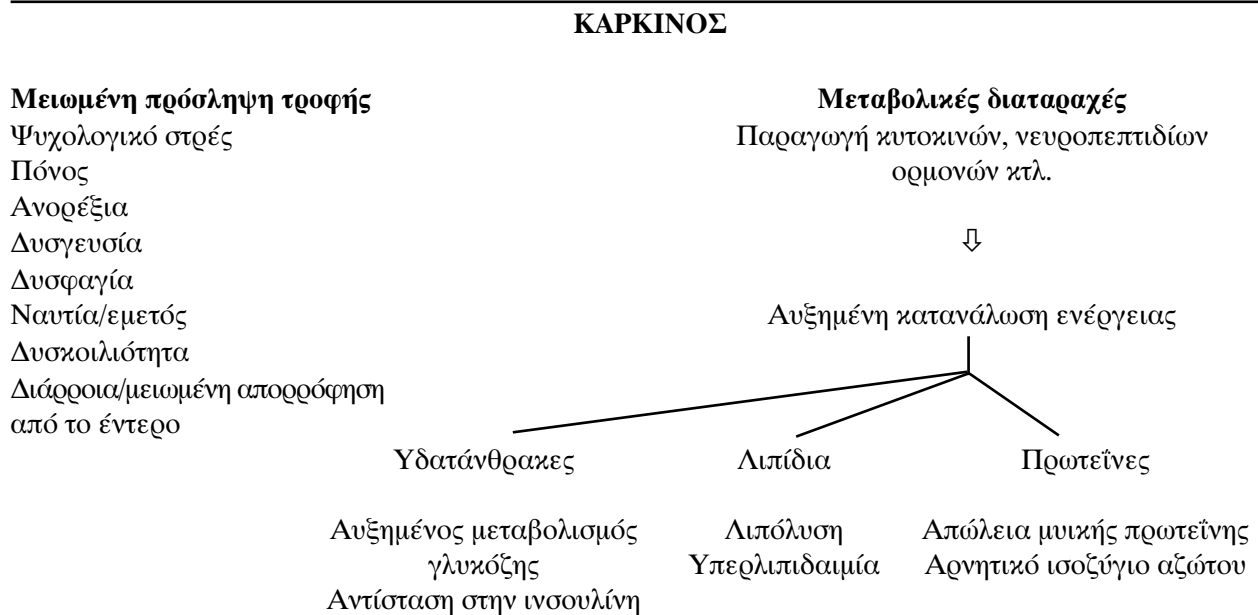 ΚΑΡΚΙΝΟΣ
Μειωμένη πρόσληψη τροφής
Ψυχολογικό στρές
Πόνος
Ανορέξια
Δυσγευσία
Δυσφαγία
Ναυτία/εμετός
Δυσκοιλιότητα
Διάρροια/μειωμένη απορρόφηση
από το έντερο
Μεταβολικές διαταραχές
Παραγωγή κυτοκινών, νευροπεπτιδίων
ορμονών κτλ.
⇩
Αυξημένη κατανάλωση ενέργειας
Υδατάνθρακες
Αυξημένος μεταβολισμός
γλυκόζης
Αντίσταση στην ινσουλίνη
Λιπίδια
Λιπόλυση
Υπερλιπιδαιμία
Πρωτεΐνες
Απώλεια μυικής πρωτεΐνης
Αρνητικό ισοζύγιο αζώτου